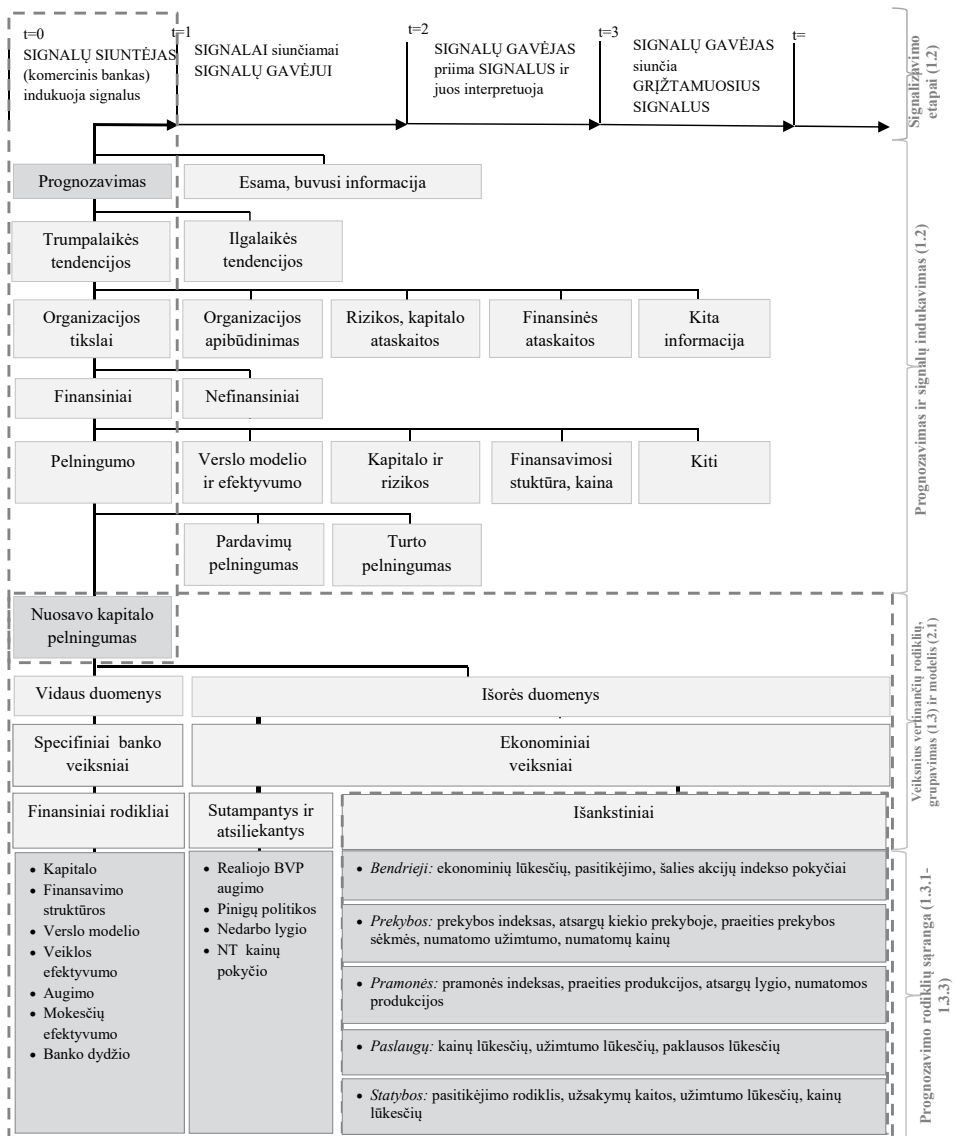 t=0
SIGNALŲ SIUNTĖJAS
(komercinis bankas)
indukuoja signalus
t=1
SIGNALAI siunčiami
SIGNALŲ GAVĖJUI
t=2
SIGNALŲ GAVĖJAS
priima SIGNALUS ir
juos interpretuoja
t=3
SIGNALŲ GAVĖJAS
siunčia
GRĮŽTAMUOSIUS
SIGNALUS
t=
Signalizavimo
etapai (1.2)
Prognozavimas
Esama, buvusi informacija
Trumpalaikės
tendencijos
Ilgalaikės
tendencijos
Organizacijos
tikslai
Organizacijos
apibūdinimas
Rizikos, kapitalo
ataskaitos
Finansinės
ataskaitos
Kita
informacija
Finansiniai
Nefinansiniai
Pelningumo
Verslo modelio
ir efektyvumo
Kapitalo ir
rizikos
Finansavimosi
stuktūra, kaina
Kiti
Pardavimų
pelningumas
Turto
pelningumas
Prognozavimas ir signalų indukavimas (1.2)
Nuosavo kapitalo
pelningumas
Vidaus duomenys
Išorės duomenys
Specifiniai banko
veiksniai
Ekonominiai
veiksniai
Finansiniai rodikliai
Sutampantys ir
atsiliekantys
Išankstiniai
Veiksnius vertinančių rodiklių,
grupavimas (1.3) ir modelis (2.1)
• Kapitalo
• Finansavimo
struktūros
• Verslo modelio
• Veiklos
efektyvumo
• Augimo
• Mokesčių
efektyvumo
• Banko dydžio
• Realiojo BVP
augimo
• Pinigų politikos
• Nedarbo lygio
• NT kainų
pokyčio
• Bendrieji: ekonominių lūkesčių, pasitikėjimo, šalies akcijų indekso pokyčiai
• Prekybos: prekybos indeksas, atsargų kiekio prekyboje, praeities prekybos
sėkmės, numatomo užimtumo, numatomų kainų
• Pramonės: pramonės indeksas, praeities produkcijos, atsargų lygio, numatomos
produkcijos
• Paslaugų: kainų lūkesčių, užimtumo lūkesčių, paklausos lūkesčių
• Statybos: pasitikėjimo rodiklis, užsakymų kaitos, užimtumo lūkesčių, kainų
lūkesčių
Prognozavimo rodiklių sąranga (1.3.1-
1.3.3)